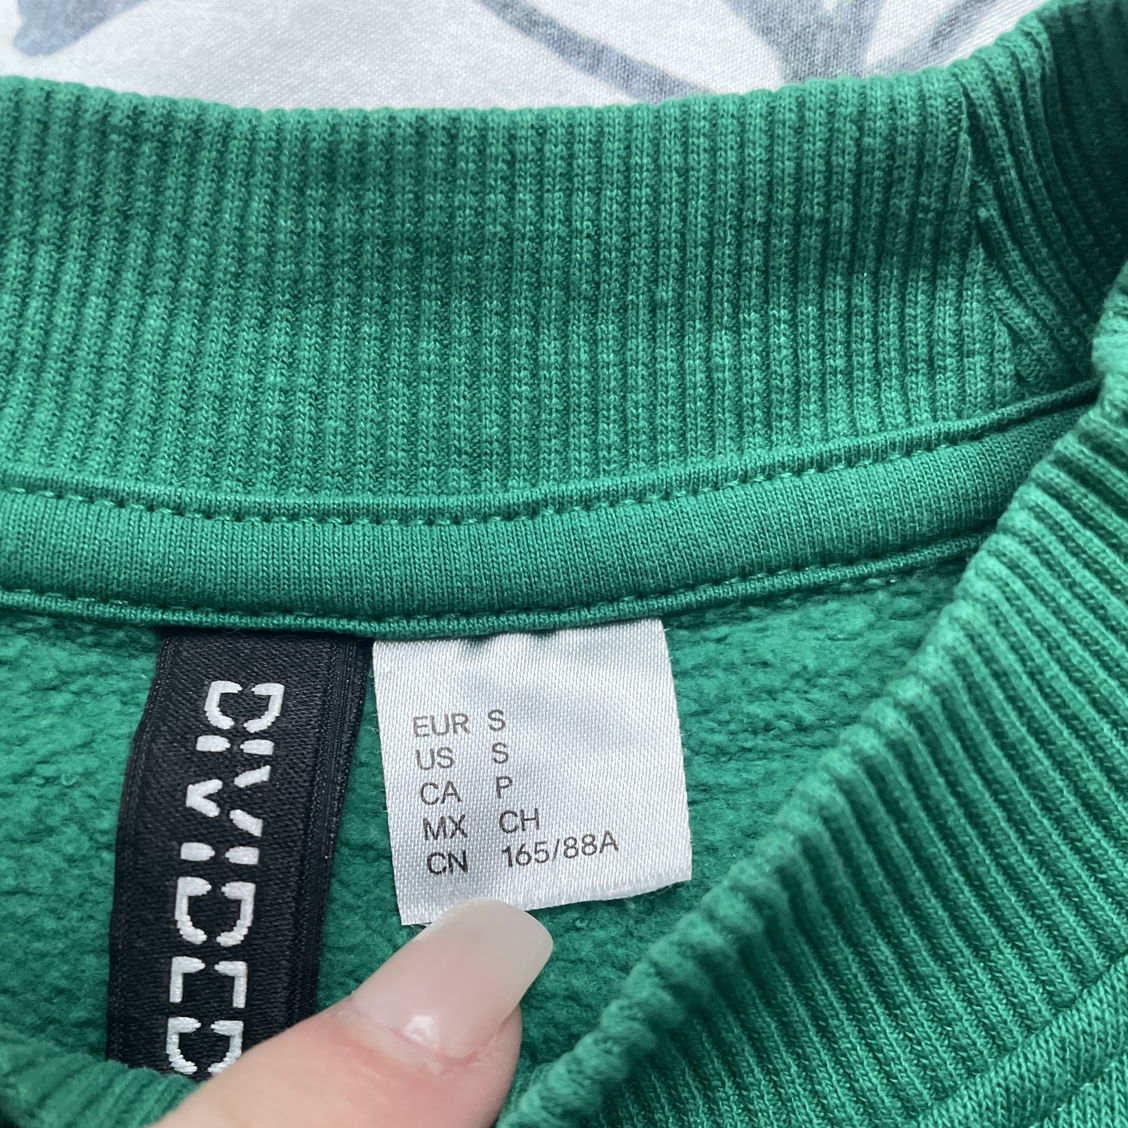 DIVIDED
EUR S
US S
CA P
MX CH
CN 165/88A